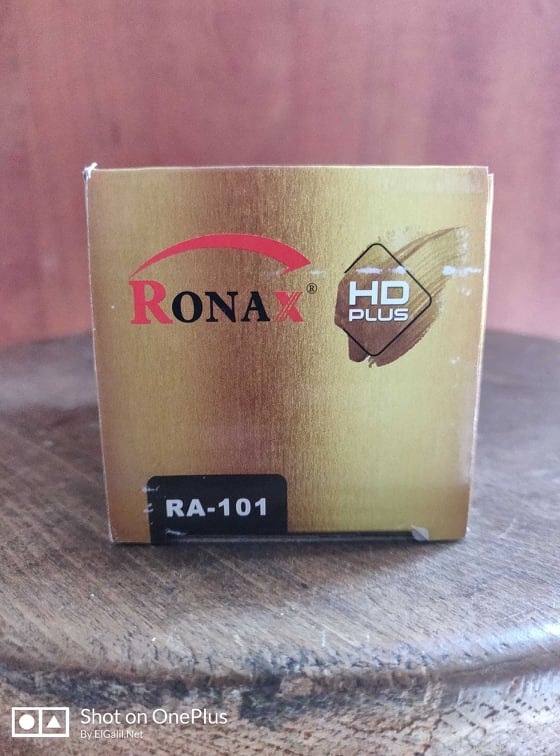 RONAX®
HD
PLUS
RA-101
Shot on OnePlus
By ElGalil.Net